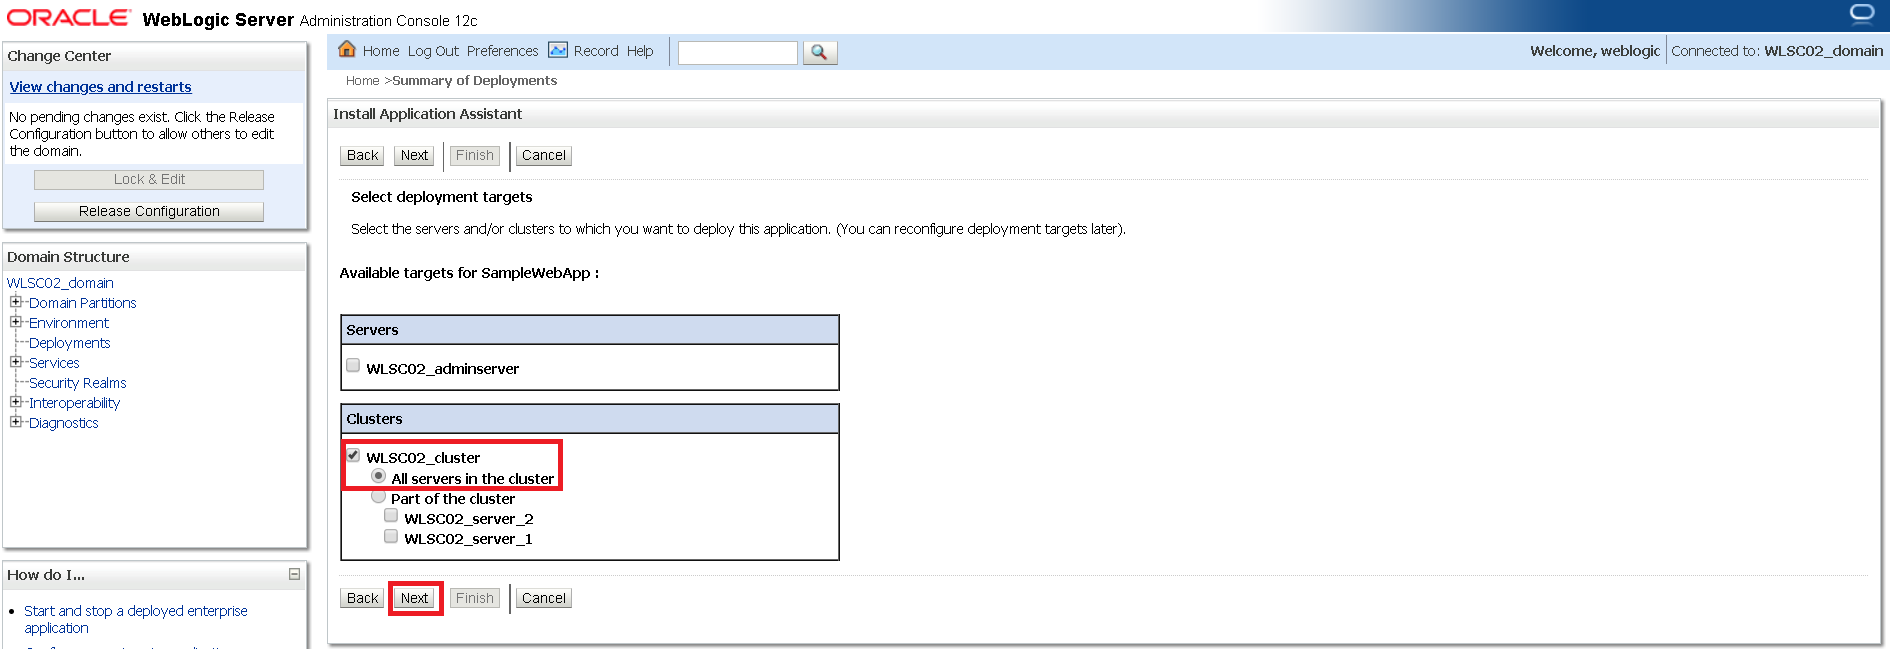 ORACLE® WebLogic Server Administration Console 12c
Change Center
View changes and restarts
No pending changes exist. Click the Release
Configuration button to allow others to edit
the domain.
Lock & Edit
Release Configuration
Domain Structure
WLSC02_domain
Domain Partitions
Environment
Deployments
Services
Security Realms
Interoperability
Diagnostics
How do I...
Start and stop a deployed enterprise
application
Home Log Out Preferences Record Help
Welcome, weblogic Connected to: WLSC02_domain
Home >Summary of Deployments
Install Application Assistant
Back Next Finish Cancel
Select deployment targets
Select the servers and/or clusters to which you want to deploy this application. (You can reconfigure deployment targets later).
Available targets for SampleWebApp :
Servers
WLSC02_adminserver
Clusters
WLSC02_cluster
All servers in the cluster
Part of the cluster
WLSC02_server_2
WLSC02_server_1
Back Next Finish Cancel